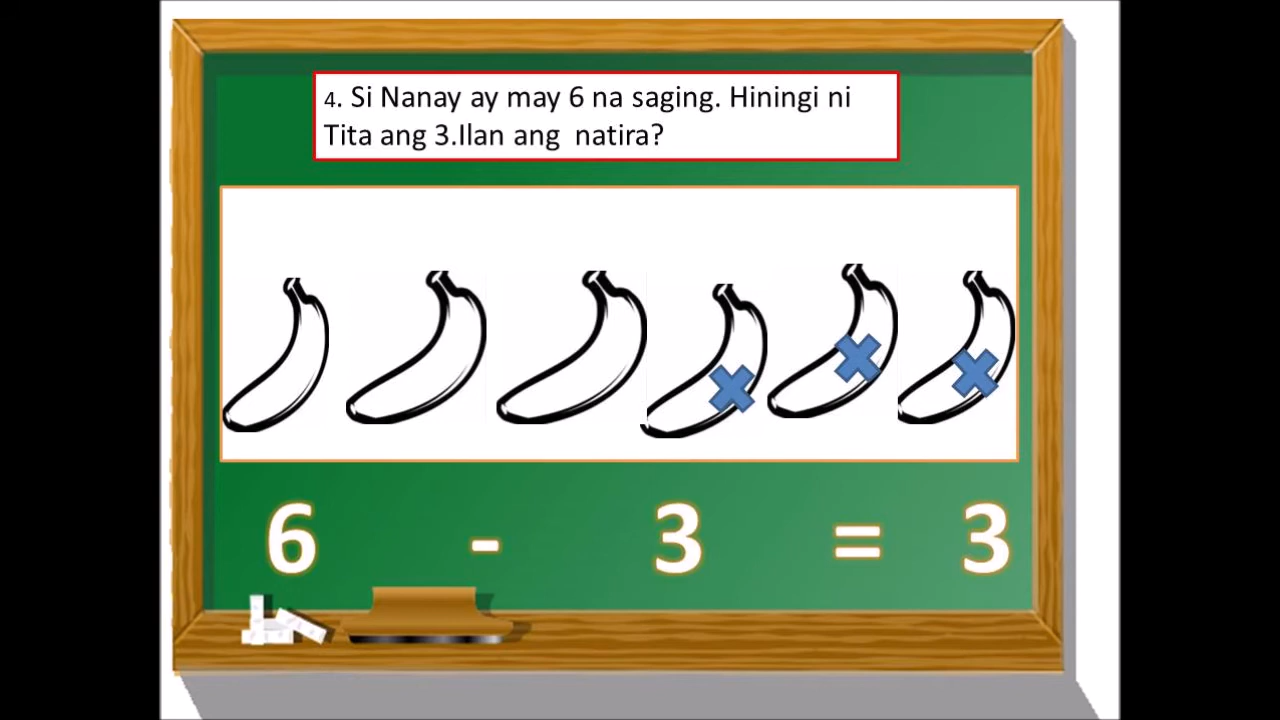 4. Si Nanay ay may 6 na saging. Hiningi ni
Tita ang 3.Ilan ang natira?
6 - 3 = 3